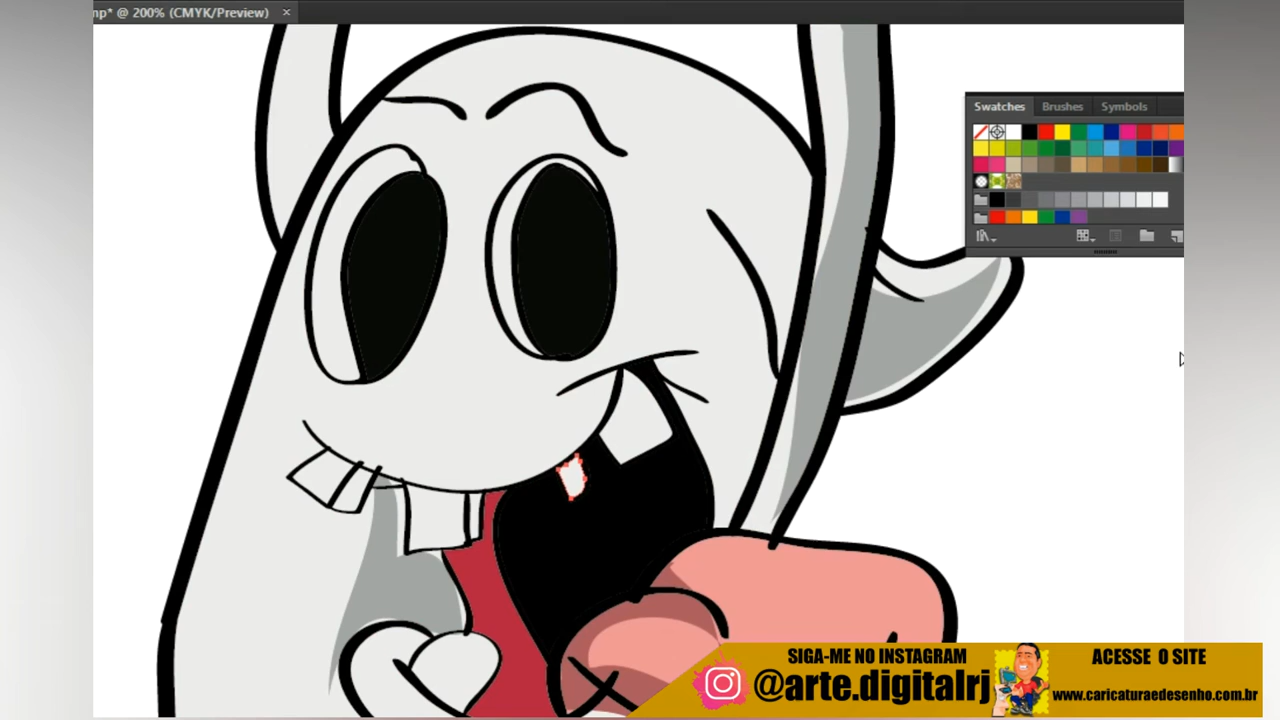 np* @ 200% (CMYK/Preview) ×
Swatches Brushes Symbols
SIGA-ME NO INSTAGRAM
@arte.digitalrj
ACESSE O SITE
www.caricaturaedesenho.com.br